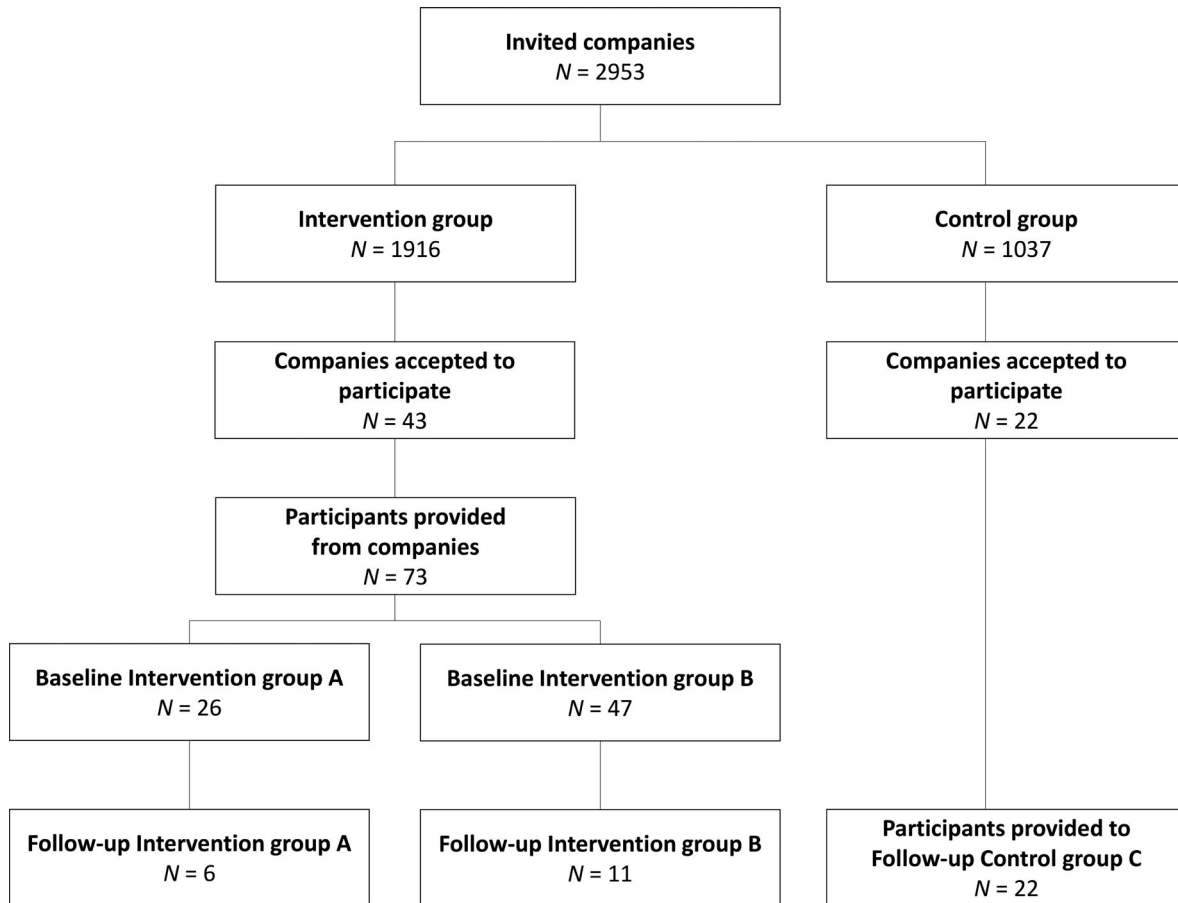 Invited companies
N = 2953
Intervention group
N = 1916
Control group
N = 1037
Companies accepted to
participate
N = 43
Companies accepted to
participate
N = 22
Participants provided
from companies
N = 73
Baseline Intervention group A
N = 26
Baseline Intervention group B
N = 47
Follow-up Intervention group A
N = 6
Follow-up Intervention group B
N = 11
Participants provided to
Follow-up Control group C
N = 22